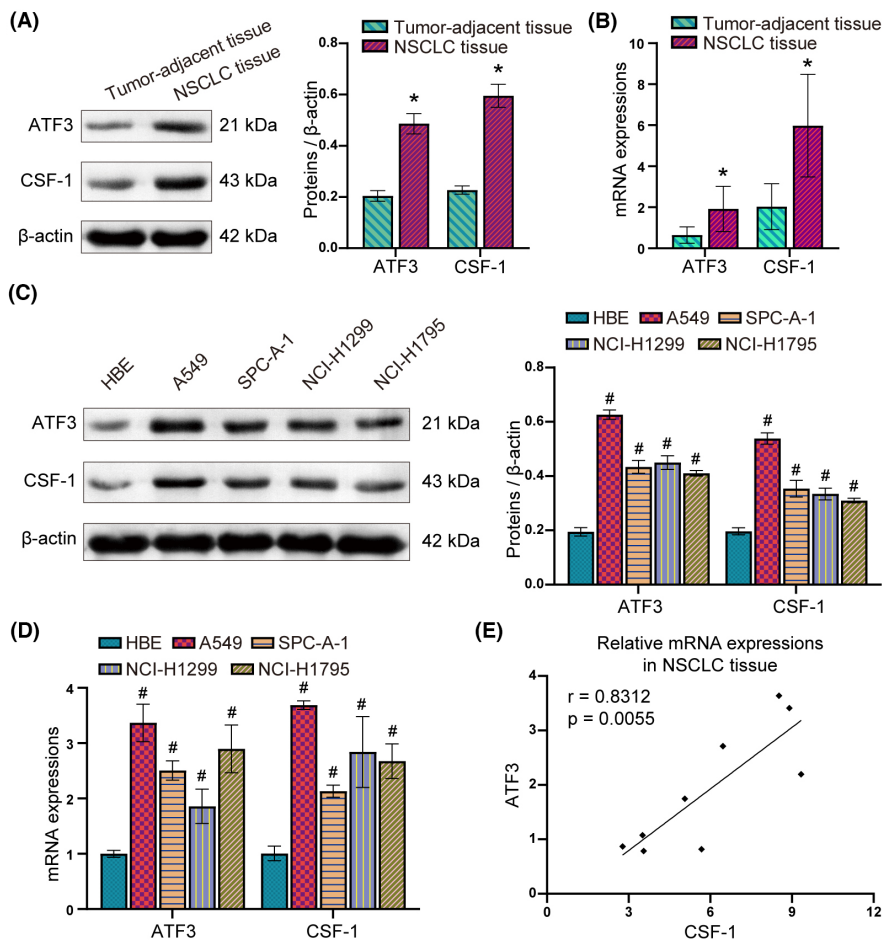 (A)
Tumor-adjacent tissue
NSCLC tissue
ATF3
21 kDa
CSF-1
43 kDa
β-actin
42 kDa
Tumor-adjacent tissue
NSCLC tissue
Proteins / β-actin
0.8
0.6
0.4
0.2
0.0
*
*
ATF3
CSF-1
(B)
Tumor-adjacent tissue
NSCLC tissue
mRNA expressions
10
8
6
4
2
0
*
*
ATF3
CSF-1
(C)
HBE
A549
SPC-A-1
NCI-H1299
NCI-H1795
ATF3
21 kDa
CSF-1
43 kDa
β-actin
42 kDa
HBE A549 SPC-A-1
NCI-H1299 NCI-H1795
Proteins / β-actin
0.8
0.6
0.4
0.2
0.0
# # # #
# # # #
ATF3
CSF-1
(D)
HBE A549 SPC-A-1
NCI-H1299 NCI-H1795
mRNA expressions
4
3
2
1
0
# # # #
# # # #
ATF3
CSF-1
(E)
Relative mRNA expressions
in NSCLC tissue
r = 0.8312
p = 0.0055
ATF3
4
3
2
1
0
0 3 6 9 12
CSF-1